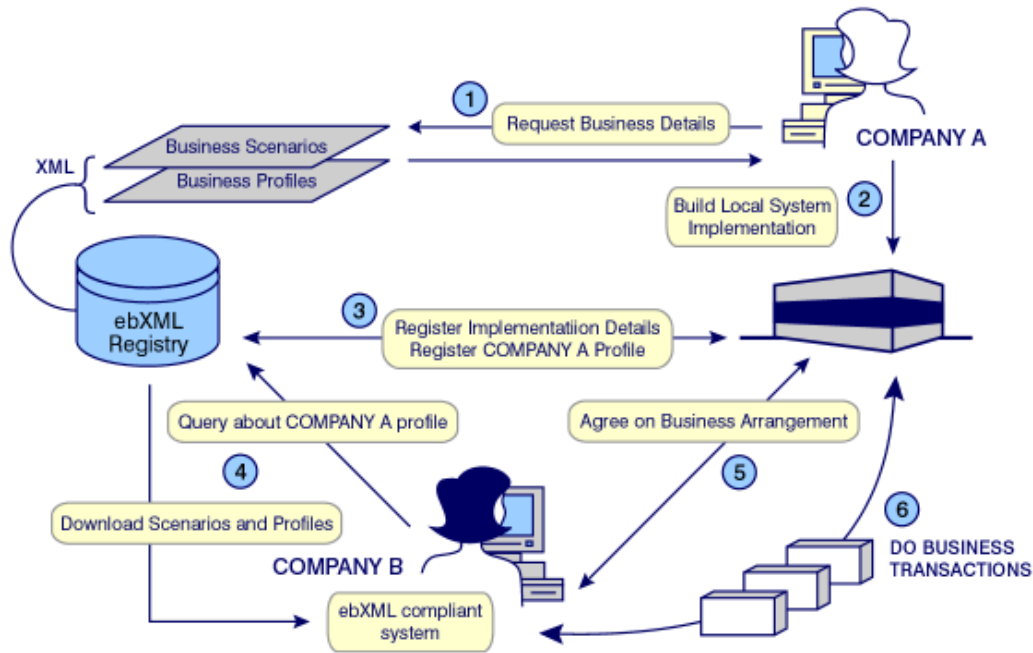 1
Request Business Details
COMPANY A
Business Scenarios
XML
Business Profiles
2
Build Local System
Implementation
3
ebXML
Registry
Register Implementatiion Details
Register COMPANY A Profile
Query about COMPANY A profile
Agree on Business Arrangement
4
5
Download Scenarios and Profiles
6
DO BUSINESS
TRANSACTIONS
COMPANY B
ebXML compliant
system